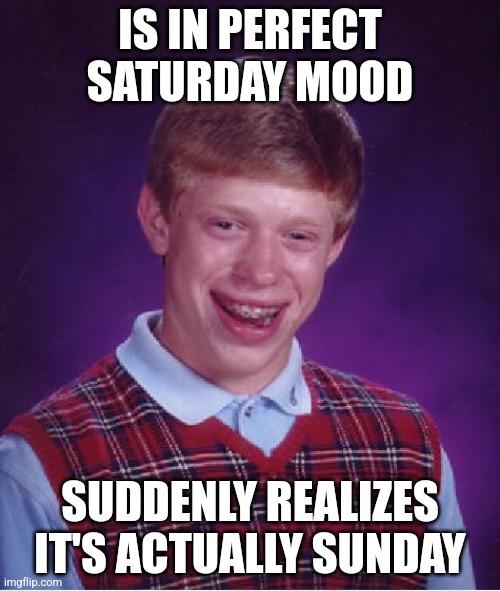 IS IN PERFECT
SATURDAY MOOD
SUDDENLY REALIZES
IT'S ACTUALLY SUNDAY
imgflip.com